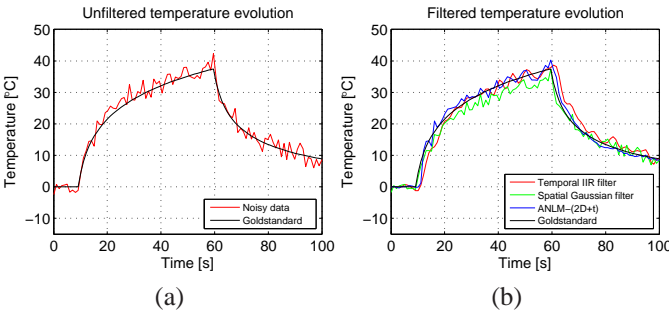 Unfiltered temperature evolution
50
40
30
20
10
0
−10
0 20 40 60 80 100
Temperature [°C]
Time [s]
Noisy data
Goldstandard
(a)
Filtered temperature evolution
50
40
30
20
10
0
−10
0 20 40 60 80 100
Temperature [°C]
Time [s]
Temporal IIR filter
Spatial Gaussian filter
ANLM−(2D+t)
Goldstandard
(b)